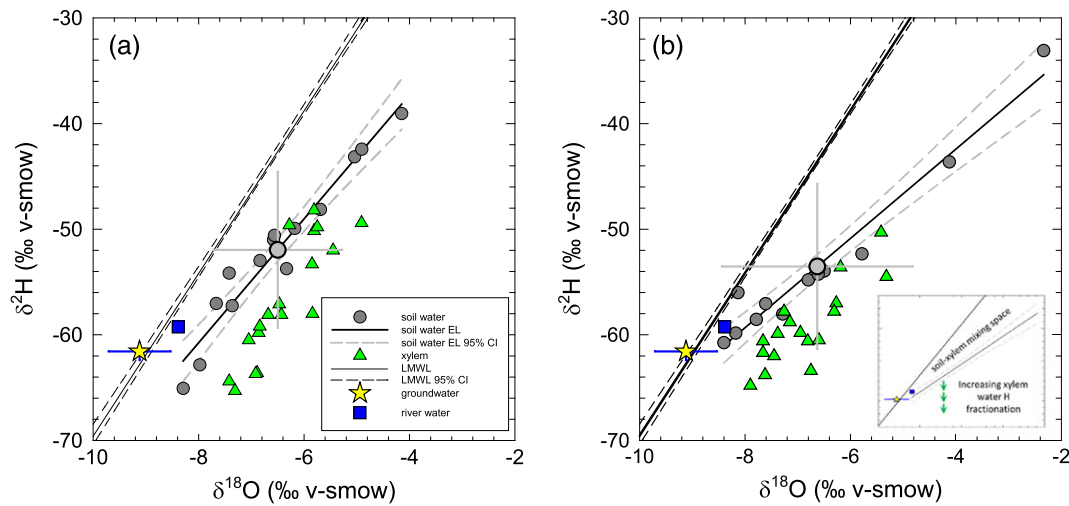 (a)
-30
-40
-50
-60
-70
δ²H (‰ v-smow)
-10 -8 -6 -4 -2
δ¹⁸O (‰ v-smow)
soil water
soil water EL
soil water EL 95% CI
xylem
LMWL
LMWL 95% CI
groundwater
river water
(b)
-30
-40
-50
-60
-70
δ²H (‰ v-smow)
-10 -8 -6 -4 -2
δ¹⁸O (‰ v-smow)
soil-xylem mixing space
Increasing xylem
water H
fractionation